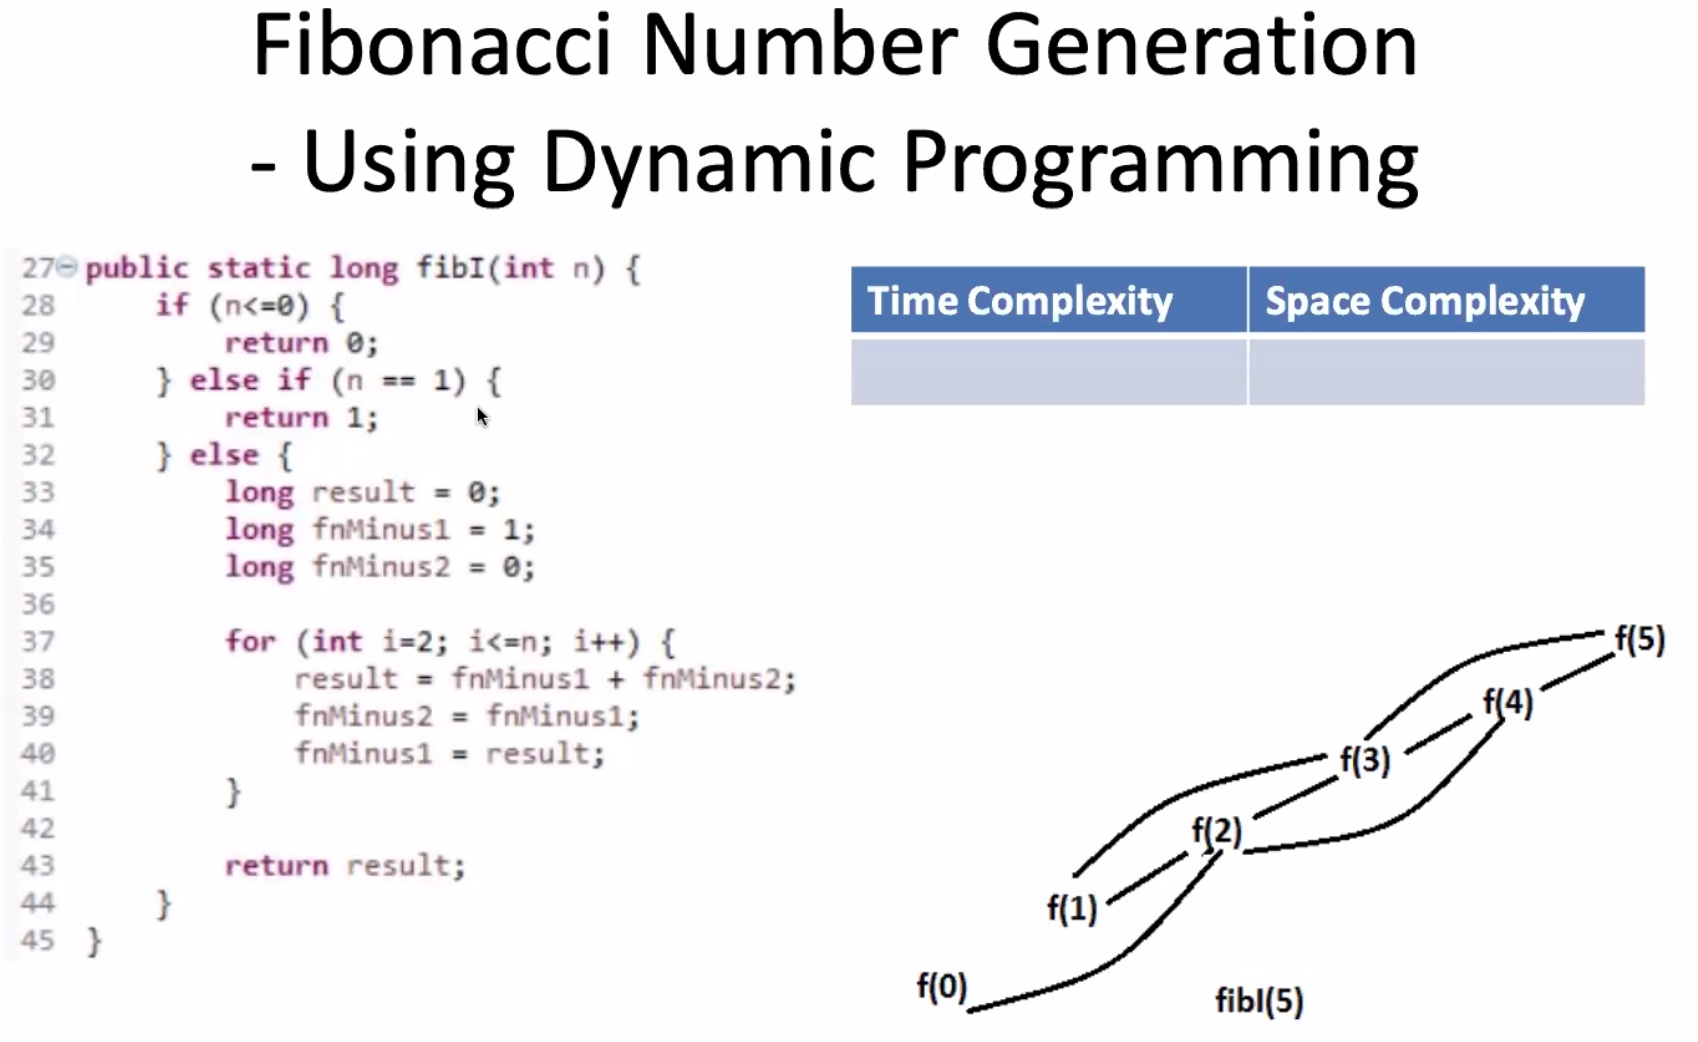 Fibonacci Number Generation
- Using Dynamic Programming
27 public static long fibI(int n) {
28 if (n<=0) {
29 return 0;
30 } else if (n == 1) {
31 return 1;
32 } else {
33 long result = 0;
34 long fnMinus1 = 1;
35 long fnMinus2 = 0;
36
37 for (int i=2; i<=n; i++) {
38 result = fnMinus1 + fnMinus2;
39 fnMinus2 = fnMinus1;
40 fnMinus1 = result;
41 }
42
43 return result;
44 }
45 }
Time Complexity Space Complexity
f(5)
f(4)
f(3)
f(2)
f(1)
f(0)
fibI(5)